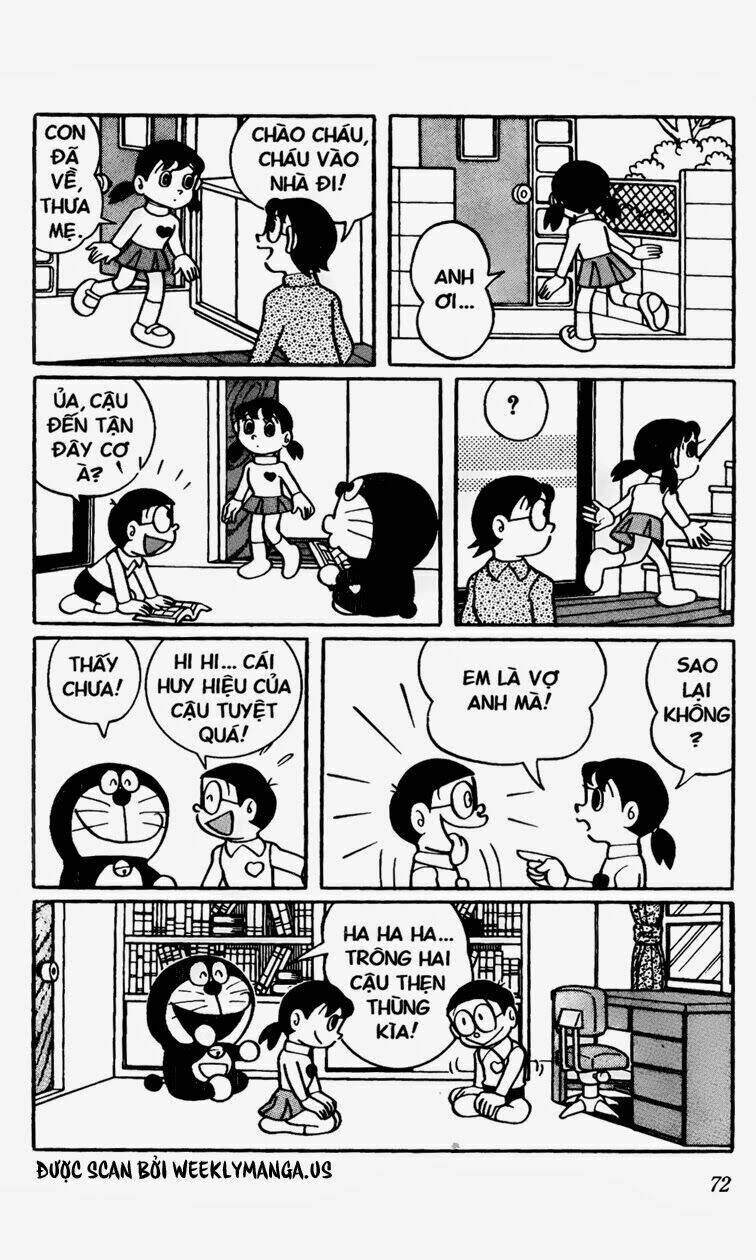 CON
ĐÃ
VỀ,
THƯA
MẸ.
CHÀO CHÁU,
CHÁU VÀO
NHÀ ĐI!
ANH
ƠI...
ỦA, CẬU
ĐẾN TẬN
ĐÂY CƠ
À?
?
THẤY
CHƯA!
HI HI... CÁI
HUY HIỆU CỦA
CẬU TUYỆT
QUÁ!
EM LÀ VỢ
ANH MÀ!
SAO
LẠI
KHÔNG
?
HA HA HA...
TRÔNG HAI
CẬU THẸN
THÙNG
KÌA!
ĐƯỢC SCAN BỞI WEEKLYMANGA.US
72